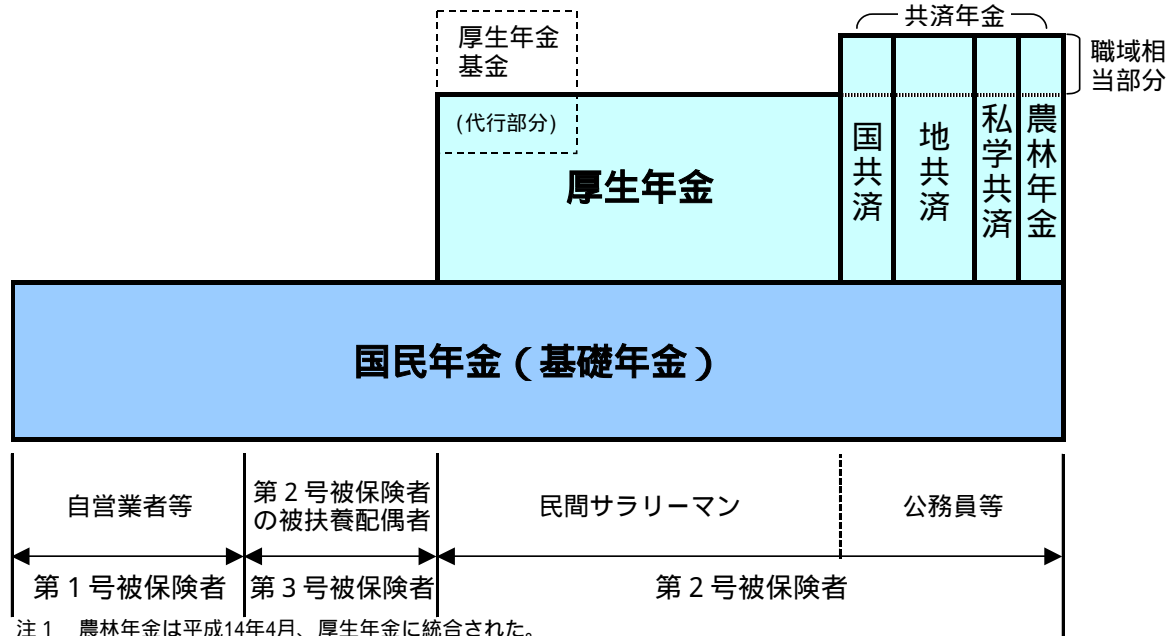 共済年金
厚生年金
基金
職域相
当部分
(代行部分)
厚生年金
国共済
地共済
私学共済
農林年金
国民年金(基礎年金)
自営業者等
第2号被保険者
の被扶養配偶者
民間サラリーマン
公務員等
第1号被保険者
第3号被保険者
第2号被保険者
注1 農林年金は平成14年4月、厚生年金に統合された。